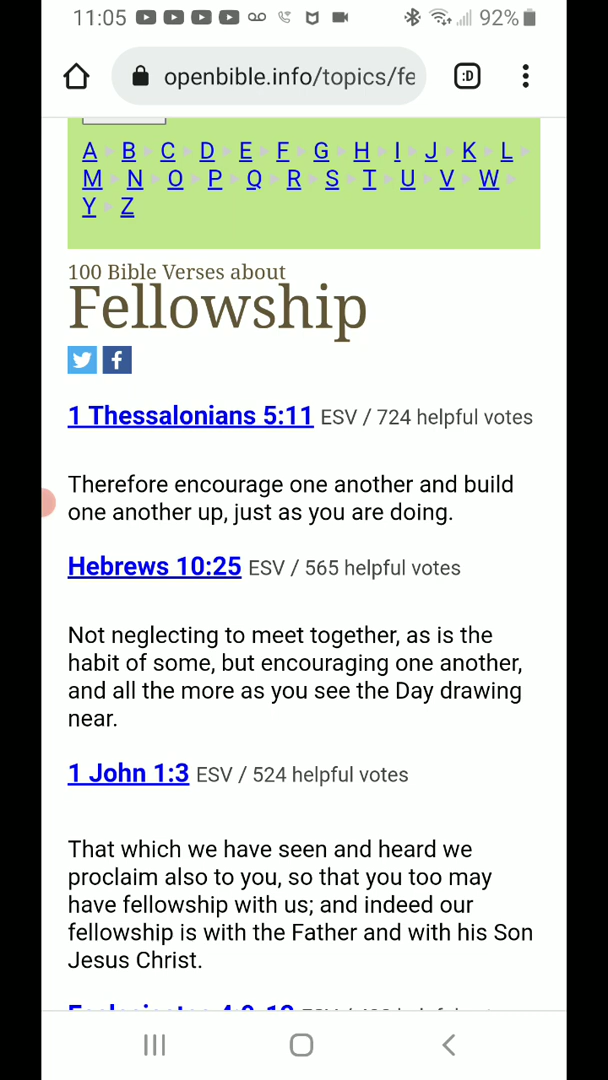 11:05 92%
openbible.info/topics/fe :D
A B C D E F G H I J K L
M N O P Q R S T U V W
Y Z
100 Bible Verses about
Fellowship
1 Thessalonians 5:11 ESV / 724 helpful votes
Therefore encourage one another and build
one another up, just as you are doing.
Hebrews 10:25 ESV / 565 helpful votes
Not neglecting to meet together, as is the
habit of some, but encouraging one another,
and all the more as you see the Day drawing
near.
1 John 1:3 ESV / 524 helpful votes
That which we have seen and heard we
proclaim also to you, so that you too may
have fellowship with us; and indeed our
fellowship is with the Father and with his Son
Jesus Christ.